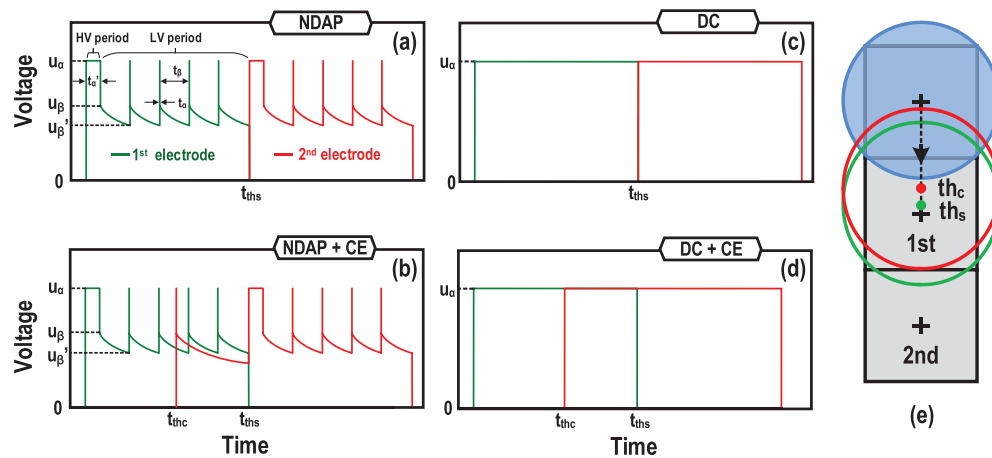 NDAP
HV period
LV period
(a)
Voltage
uα
tα'
tβ
uβ
tα
uβ'
1st electrode
2nd electrode
0
tths
DC
(c)
uα
0
tths
NDAP + CE
(b)
Voltage
uα
uβ
uβ'
0
tthc
tths
Time
DC + CE
(d)
uα
0
tthc
tths
Time
thc
ths
1st
2nd
(e)